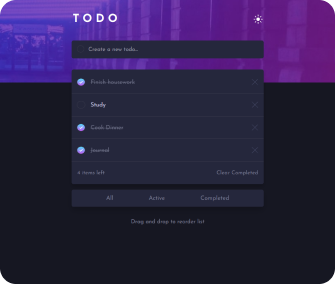 TODO
Create a new todo...
Finish housework
Study
Cook Dinner
Journal
4 items left Clear Completed
All Active Completed
Drag and drop to reorder list